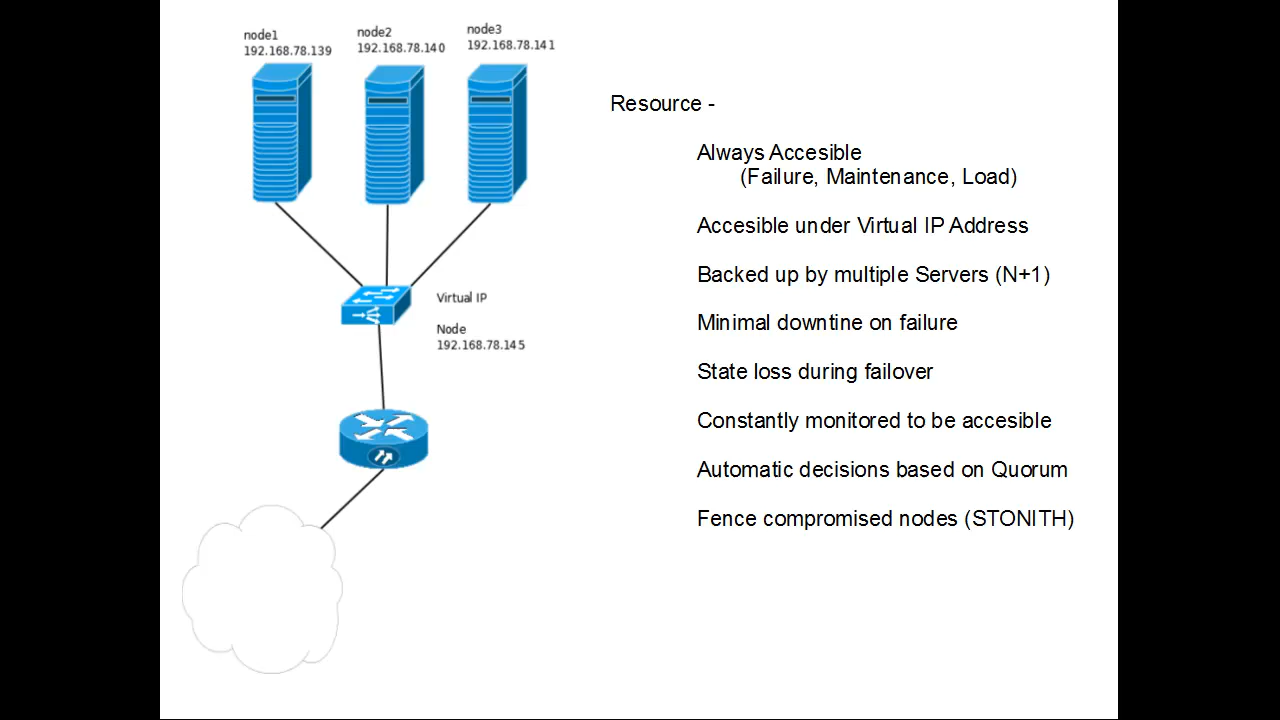 node1
192.168.78.139
node2
192.168.78.140
node3
192.168.78.141
Virtual IP
Node
192.168.78.145
Resource -
Always Accesible
(Failure, Maintenance, Load)
Accesible under Virtual IP Address
Backed up by multiple Servers (N+1)
Minimal downtine on failure
State loss during failover
Constantly monitored to be accesible
Automatic decisions based on Quorum
Fence compromised nodes (STONITH)